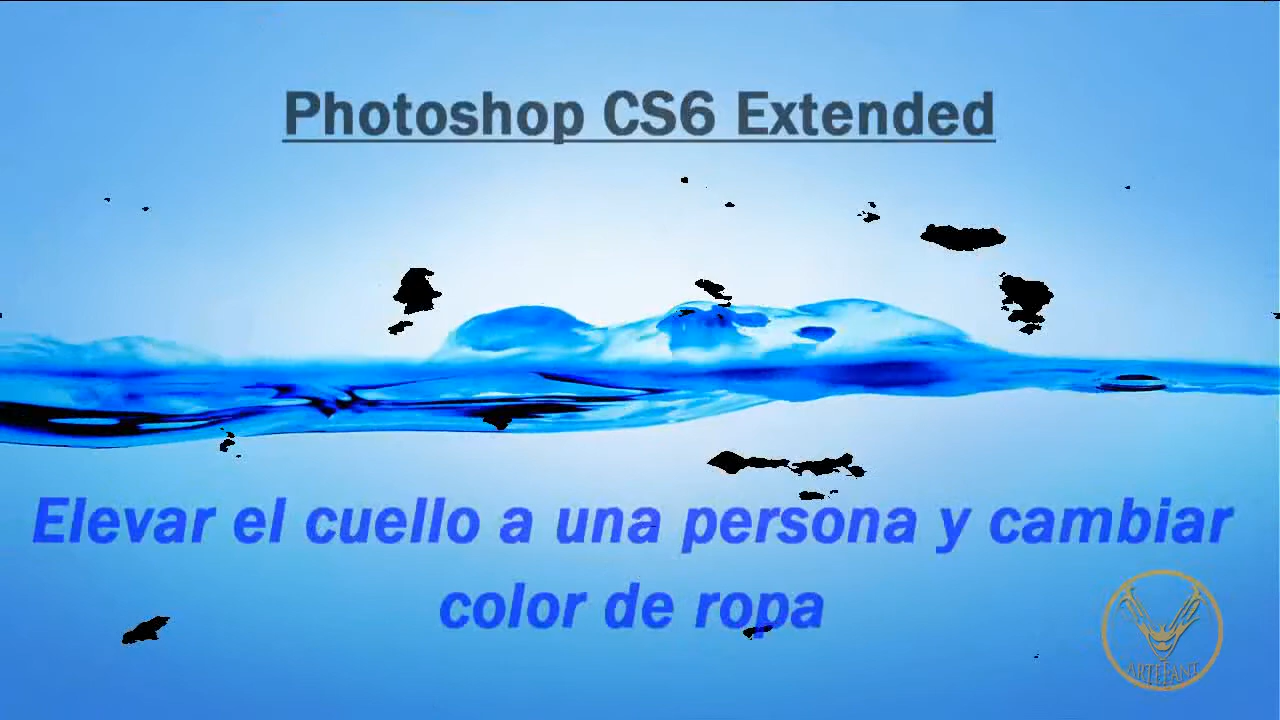 Photoshop CS6 Extended
Elevar el cuello a una persona y cambiar
color de ropa
ARTEFANT